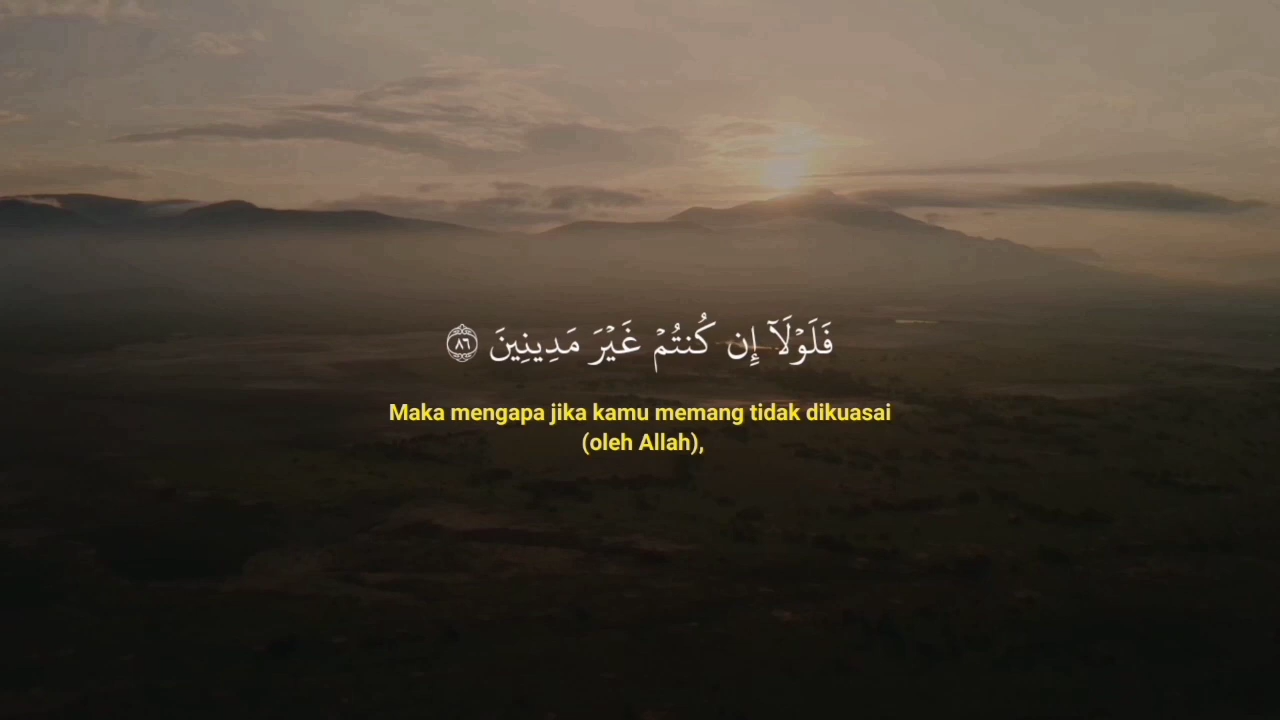 فَلَوْلَآ إِن كُنتُمْ غَيْرَ مَدِينِينَ ٨٦
Maka mengapa jika kamu memang tidak dikuasai
(oleh Allah),